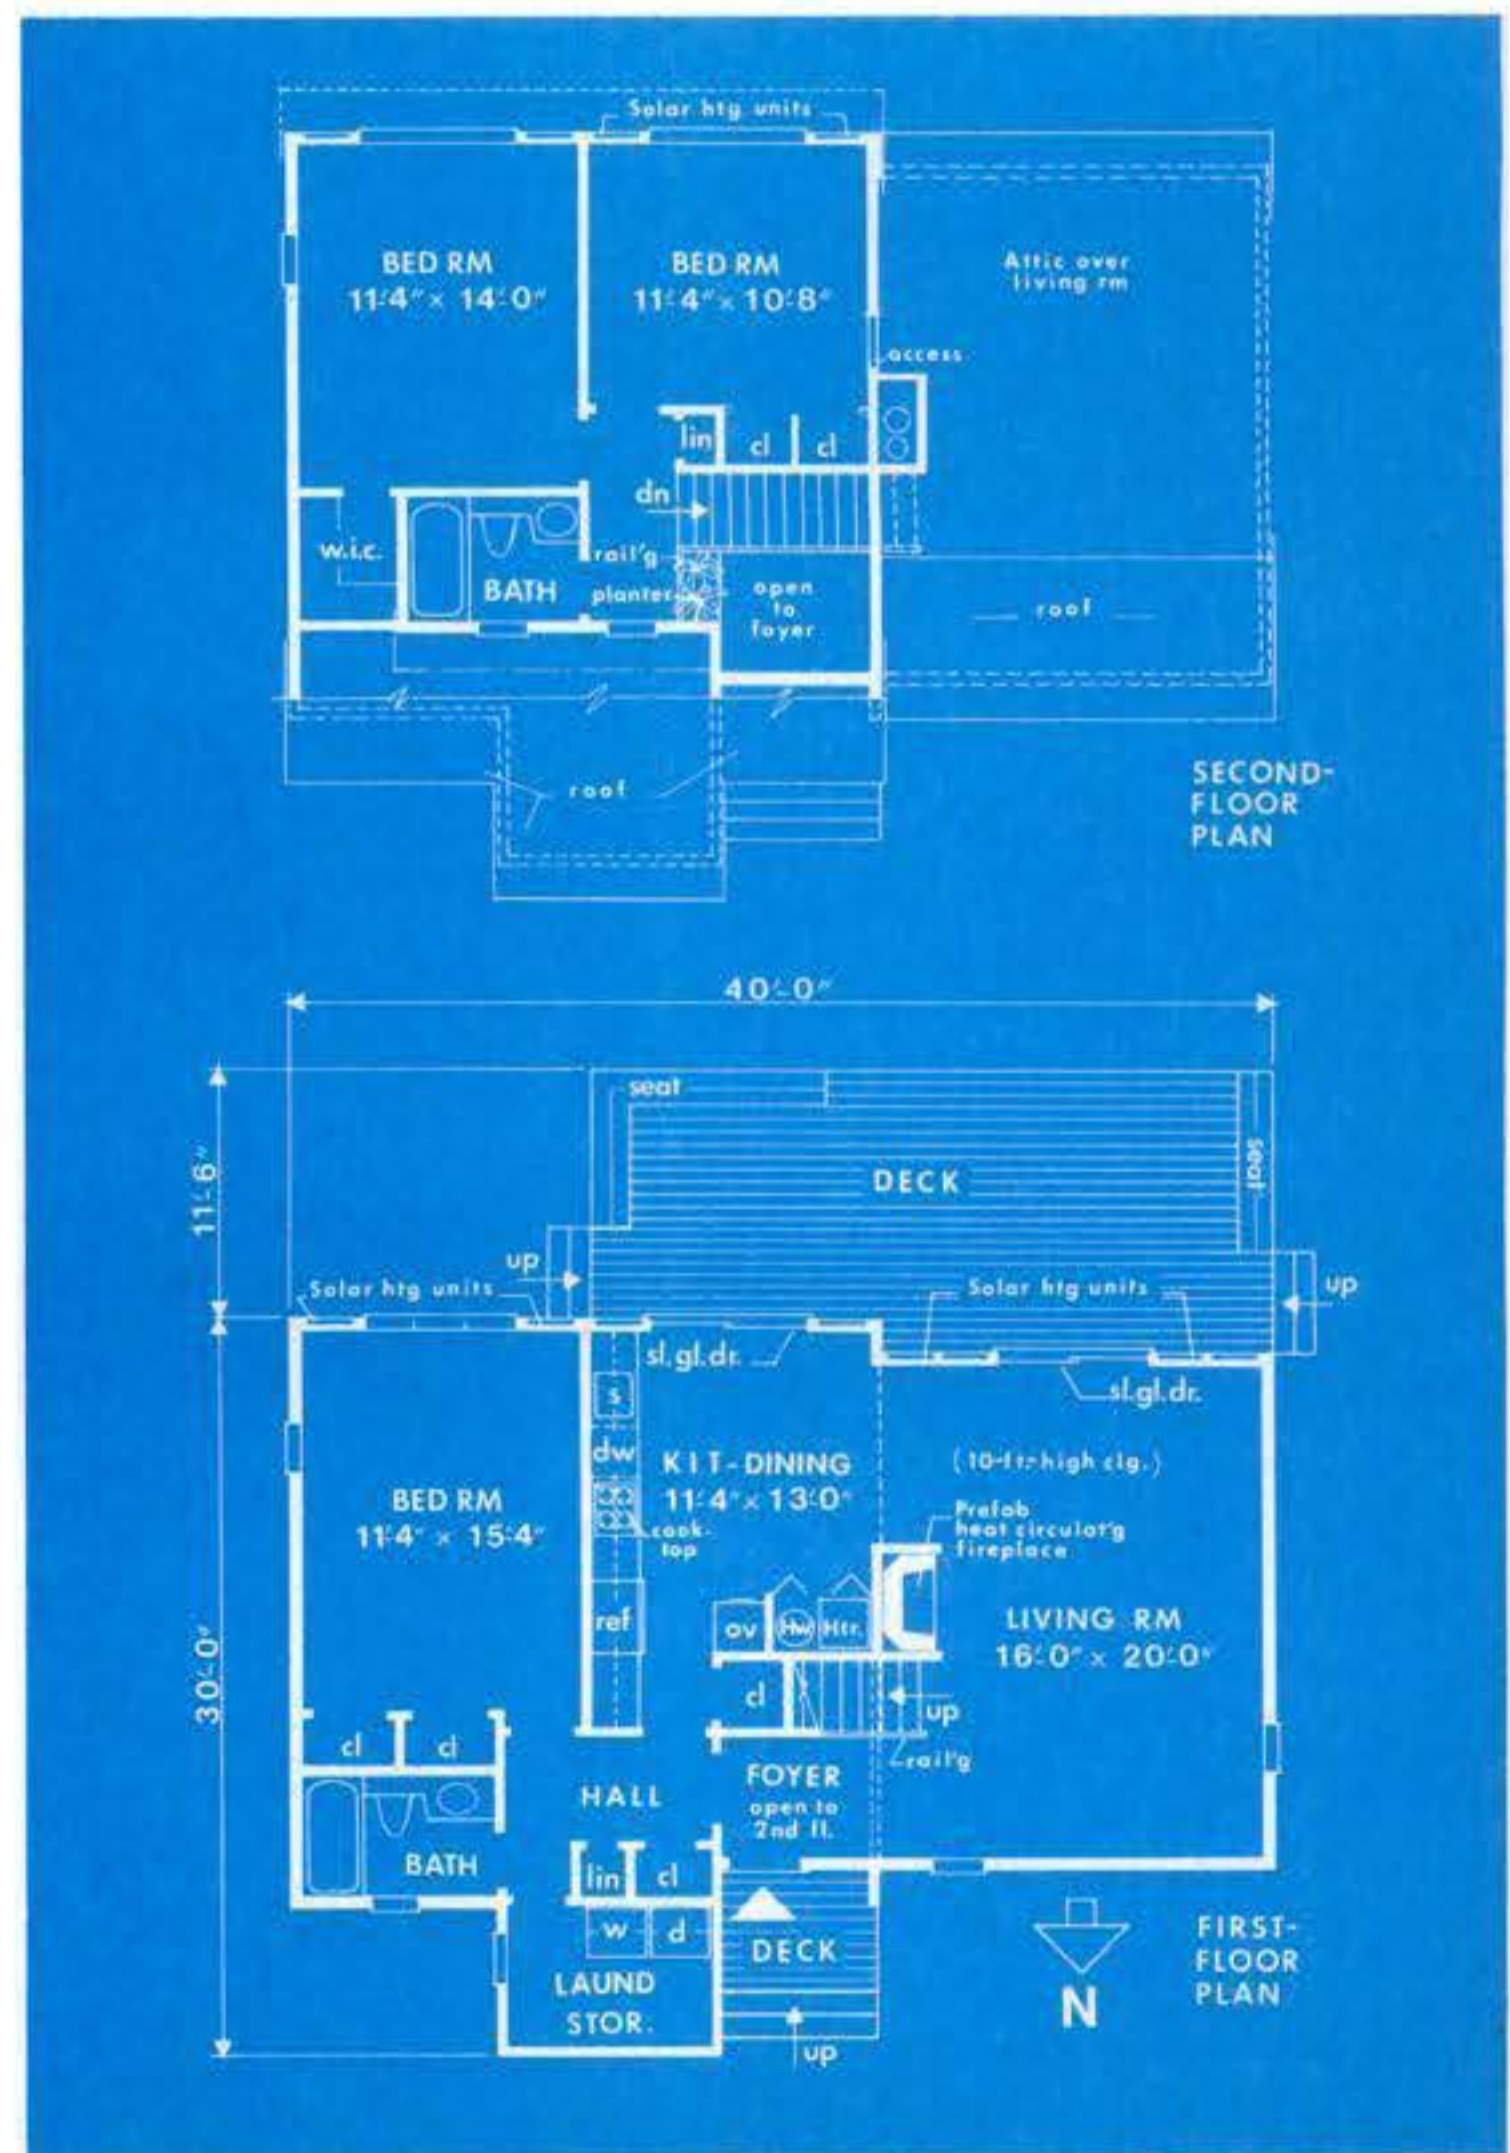 Solar htg units
BED RM
11'-4" × 14'-0"
BED RM
11'-4" × 10'-8"
Attic over
living rm
access
lin
cl
cl
dn
w.i.c.
BATH
rail'g
planter
open
to
foyer
roof
roof
SECOND-
FLOOR
PLAN
40'-0"
11'-6"
seat
DECK
seat
up
Solar htg units
Solar htg units
up
sl.gl.dr.
sl.gl.dr.
s
dw
KIT-DINING
11'-4" × 13'-0"
(10-ft-high clg.)
BED RM
11'-4" × 15'-4"
cook-
top
Prefab
heat circulat'g
fireplace
ref
ov
Hw
Htr.
LIVING RM
16'-0" × 20'-0"
30'-0"
cl
up
rail'g
cl
cl
HALL
FOYER
open to
2nd fl.
BATH
lin
cl
w
d
DECK
LAUND
STOR.
up
N
FIRST-
FLOOR
PLAN